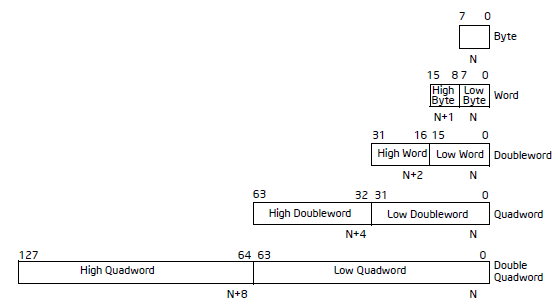 7 0
Byte
N
15 8 7 0
High Byte
Low Byte
Word
N+1 N
31 16 15 0
High Word Low Word Doubleword
N+2 N
63 32 31 0
High Doubleword Low Doubleword Quadword
N+4 N
127 64 63 0
High Quadword Low Quadword Double Quadword
N+8 N